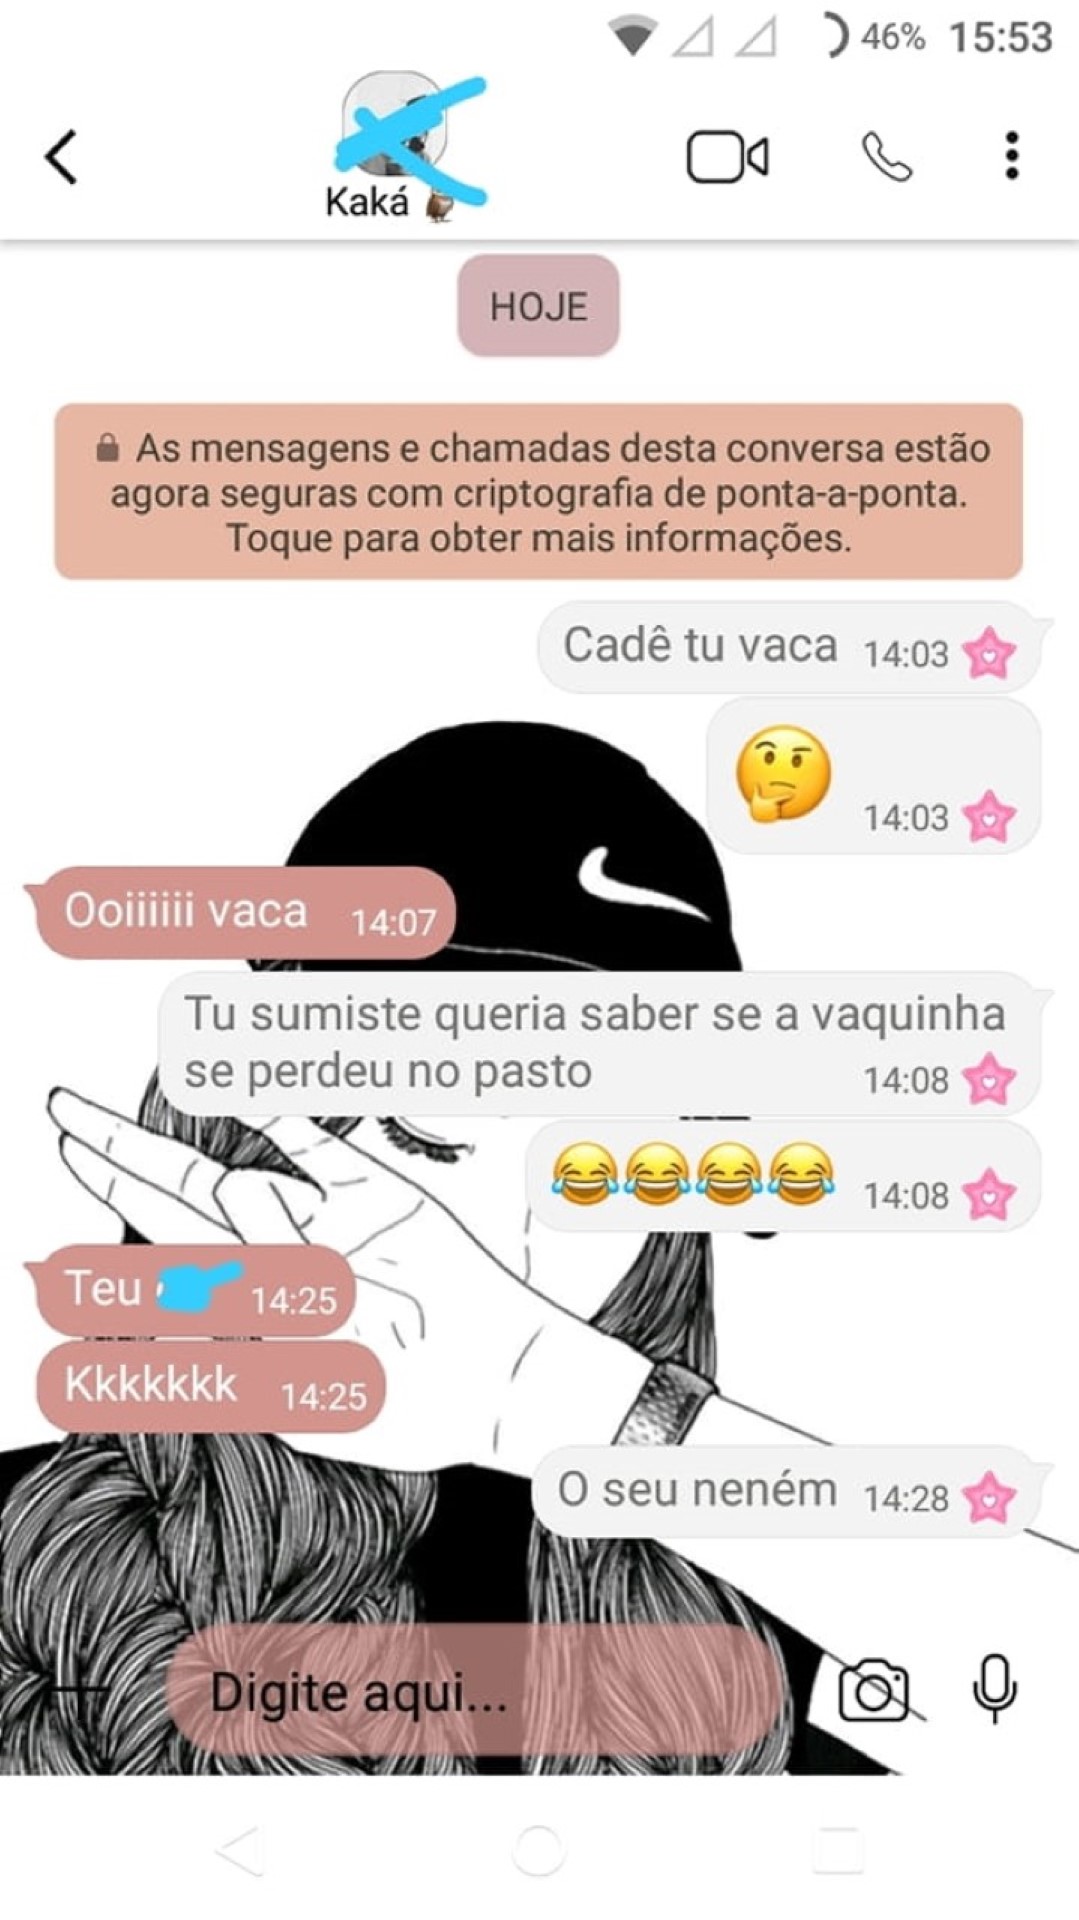 46% 15:53
Kaká
HOJE
As mensagens e chamadas desta conversa estão
agora seguras com criptografia de ponta-a-ponta.
Toque para obter mais informações.
Cadê tu vaca 14:03
🤔 14:03
Ooiiiiii vaca 14:07
Tu sumiste queria saber se a vaquinha
se perdeu no pasto 14:08
😂😂😂😂 14:08
Teu 14:25
Kkkkkkk 14:25
O seu neném 14:28
Digite aqui...